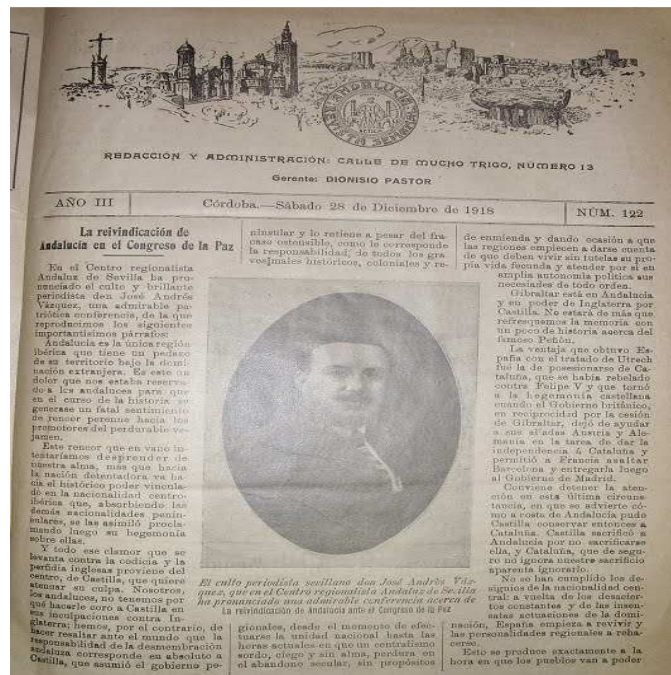 REVISTA ANDALUCIA
REDACCIÓN Y ADMINISTRACIÓN: CALLE DE MUCHO TRIGO, NÚMERO 13
Gerente: DIONISIO PASTOR
AÑO III
Córdoba.—Sábado 28 de Diciembre de 1918
NÚM. 122
La reivindicación de
Andalucía en el Congreso de la Paz
En el Centro regionalista
Andaluz de Sevilla ha pro-
nunciado el culto y brillante
periodista don José Andrés
Vázquez, una admirable pa-
triótica conferencia, de la que
reproducimos los siguientes
importantísimos párrafos:
Andalucía es la única región
ibérica que tiene un pedazo
de su territorio bajo la domi-
nación extranjera. Es este un
dolor que nos estaba reserva-
do a los andaluces para que
en el curso de la historia se
generase un fatal sentimiento
de rencor perenne hacia los
promotores del perdurable ve-
jamen.
Este rencor que en vano in-
tentaríamos desprender de
nuestra alma, más que hacia
la nación detentadora va ha-
cia el histórico poder vincula-
do en la nacionalidad centro-
ibérica que, absorbiendo las
demás nacionalidades penin-
sulares, se las asimiló procla-
mando luego su hegemonía
sobre ellas.
Y todo ese clamor que se
levanta contra la codicia y la
perfidia inglesas proviene del
centro, de Castilla, que quiere
atenuar su culpa. Nosotros,
los andaluces, no tenemos por
qué hacerle coro a Castilla en
sus inculpaciones contra In-
glaterra; hemos, por el contrario, de
hacer resaltar ante el mundo que la
responsabilidad de la desmembración
andaluza corresponde en absoluto a
Castilla, que asumió el gobierno pe-
ninsular y lo retiene a pesar del fra-
caso ostensible, como le corresponde
la responsabilidad, de todos los gra-
vesjmales históricos, coloniales y re-
El culto periodista sevillano don José Andrés Váz-
quez, que en el Centro regionalista Andaluz de Sevilla
ha pronunciado una admirable conferencia acerca de
La reivindicación de Andalucía ante el Congreso de la Paz
gionales, desde el momento de efec-
tuarse la unidad nacional hasta las
horas actuales en que un centralismo
sordo, ciego y sin alma, perdura en
el abandono secular, sin propósitos
de enmienda y dando ocasión a que
las regiones empiecen a darse cuenta
de que deben vivir sin tutelas su pro-
pia vida fecunda y atender por sí en
amplia autonomía política sus
necesiades de todo orden.
Gibraltar está en Andalucía
y en poder de Inglaterra por
Castilla. No estará de más que
refresquemos la memoria con
un poco de historia acerca del
famoso Peñón.
La ventaja que obtuvo Es-
paña con el tratado de Utrech
fué la de posesionarse de Ca-
taluña, que se había rebelado
contra Felipe V y que tornó
a la hegemonía castellana
cuando el Gobierno británico,
en reciprocidad por la cesión
de Gibraltar, dejó de ayudar
a sus aliadas Austria y Ale-
mania en la tarea de dar la
independencia á Cataluña y
permitió a Francia asaltar
Barcelona y entregarla luego
al Gobierno de Madrid.
Conviene detener la aten-
ción en esta última circuns-
tancia, en que se advierte có-
mo a costa de Andalucía pudo
Castilla conservar entonces a
Cataluña. Castilla sacrificó a
Andalucía por no sacrificarse
ella, y Cataluña, que de segu-
ro no ignora nuestro sacrificio
aparenta ignorarlo.
No se han cumplido los de-
signios de la nacionalidad cen-
tral: a vuelta de los desacier-
tos constantes y de las insen-
satas actuaciones de la domi-
nación, España empieza a revivir y
las personalidades regionales a reha-
cerse.
Esto se produce exactamente a la
hora en que los pueblos van a poder